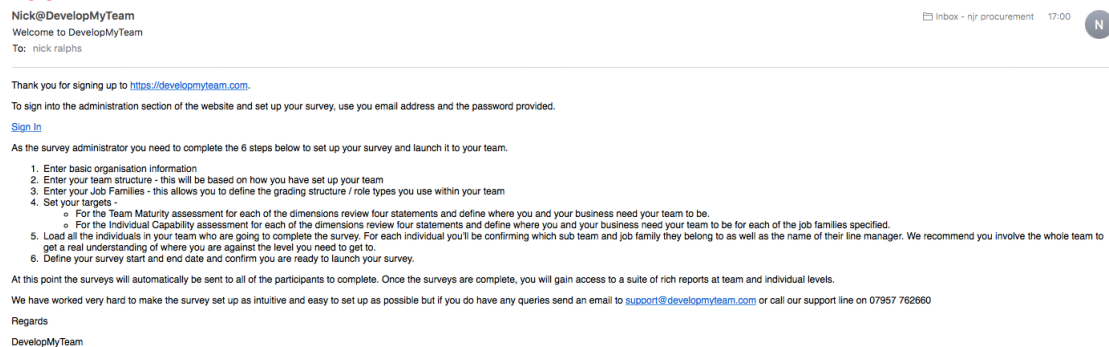 Nick@DevelopMyTeam
Inbox - njr procurement 17:00
N
Welcome to DevelopMyTeam
To: nick ralphs
Thank you for signing up to https://developmyteam.com.
To sign into the administration section of the website and set up your survey, use you email address and the password provided.
Sign In
As the survey administrator you need to complete the 6 steps below to set up your survey and launch it to your team.
1. Enter basic organisation information
2. Enter your team structure - this will be based on how you have set up your team
3. Enter your Job Families - this allows you to define the grading structure / role types you use within your team
4. Set your targets -
○ For the Team Maturity assessment for each of the dimensions review four statements and define where you and your business need your team to be.
○ For the Individual Capability assessment for each of the dimensions review four statements and define where you and your business need your team to be for each of the job families specified.
5. Load all the individuals in your team who are going to complete the survey. For each individual you'll be confirming which sub team and job family they belong to as well as the name of their line manager. We recommend you involve the whole team to
get a real understanding of where you are against the level you need to get to.
6. Define your survey start and end date and confirm you are ready to launch your survey.
At this point the surveys will automatically be sent to all of the participants to complete. Once the surveys are complete, you will gain access to a suite of rich reports at team and individual levels.
We have worked very hard to make the survey set up as intuitive and easy to set up as possible but if you do have any queries send an email to support@developmyteam.com or call our support line on 07957 762660
Regards
DevelopMyTeam